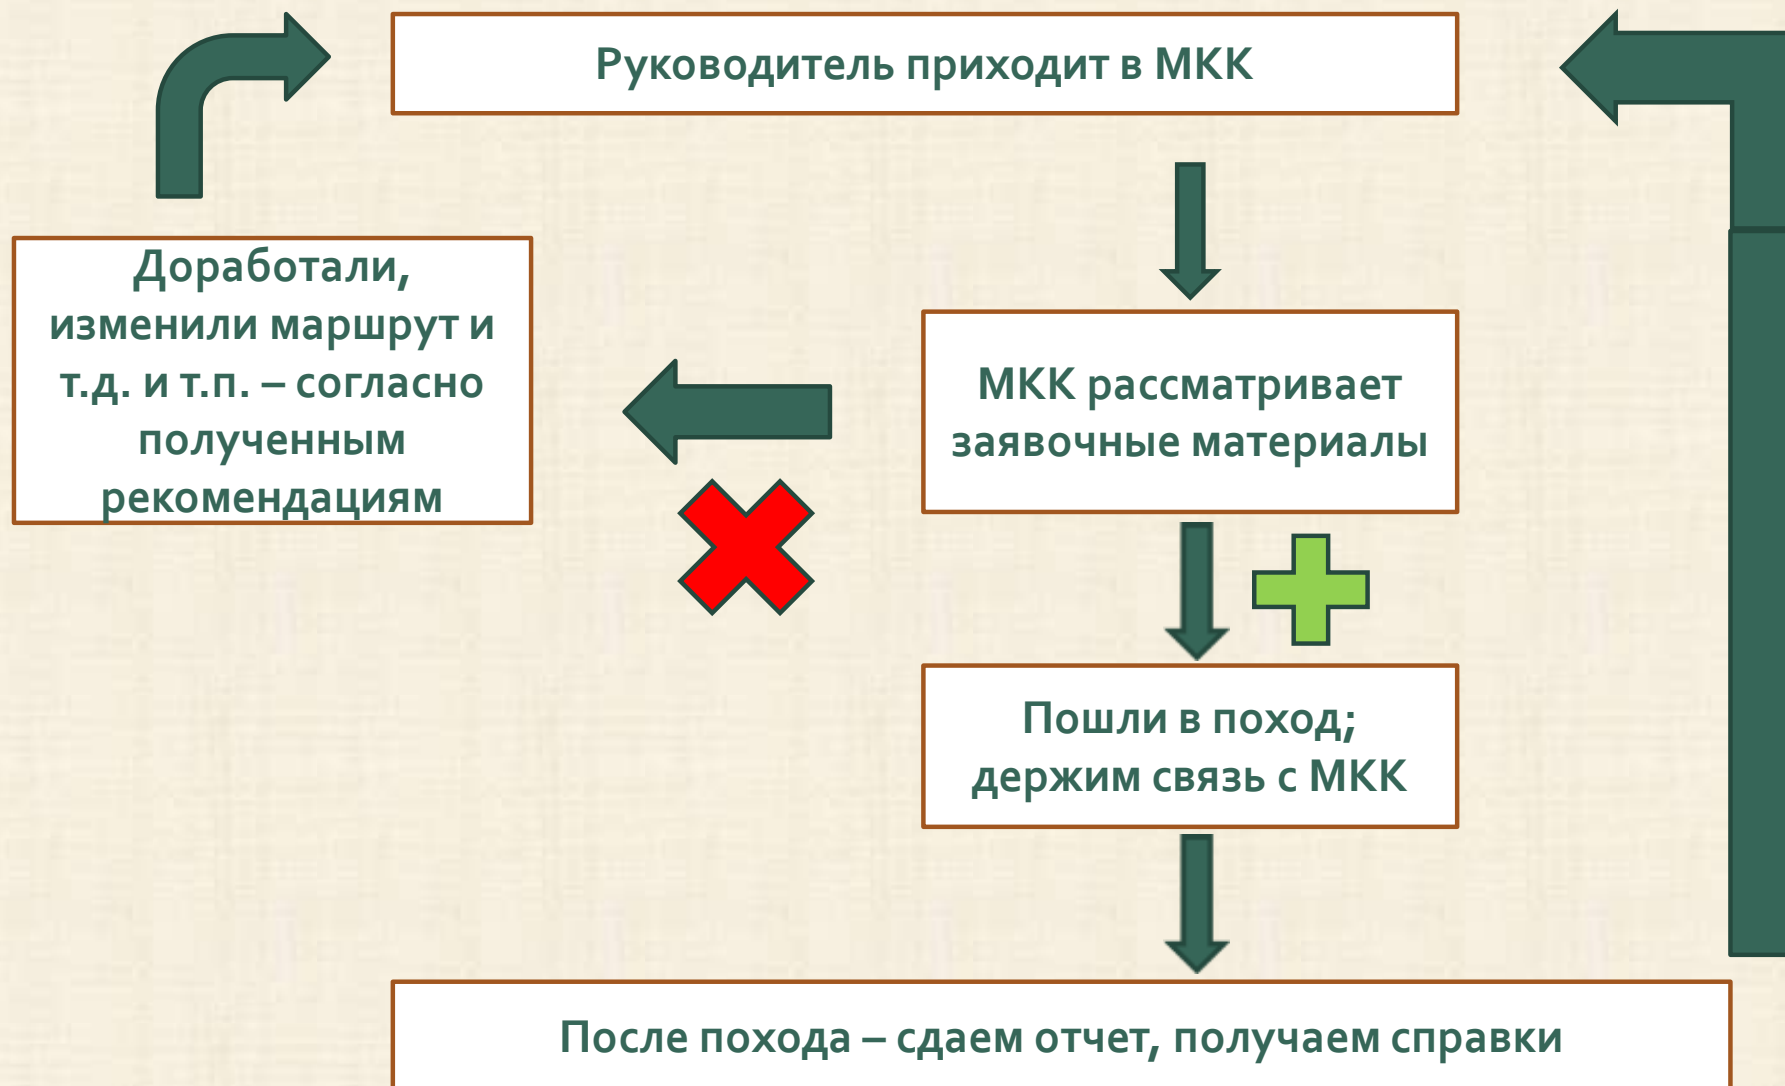 Руководитель приходит в МКК
Доработали,
изменили маршрут и
т.д. и т.п. – согласно
полученным
рекомендациям
МКК рассматривает
заявочные материалы
Пошли в поход;
держим связь с МКК
После похода – сдаем отчет, получаем справки